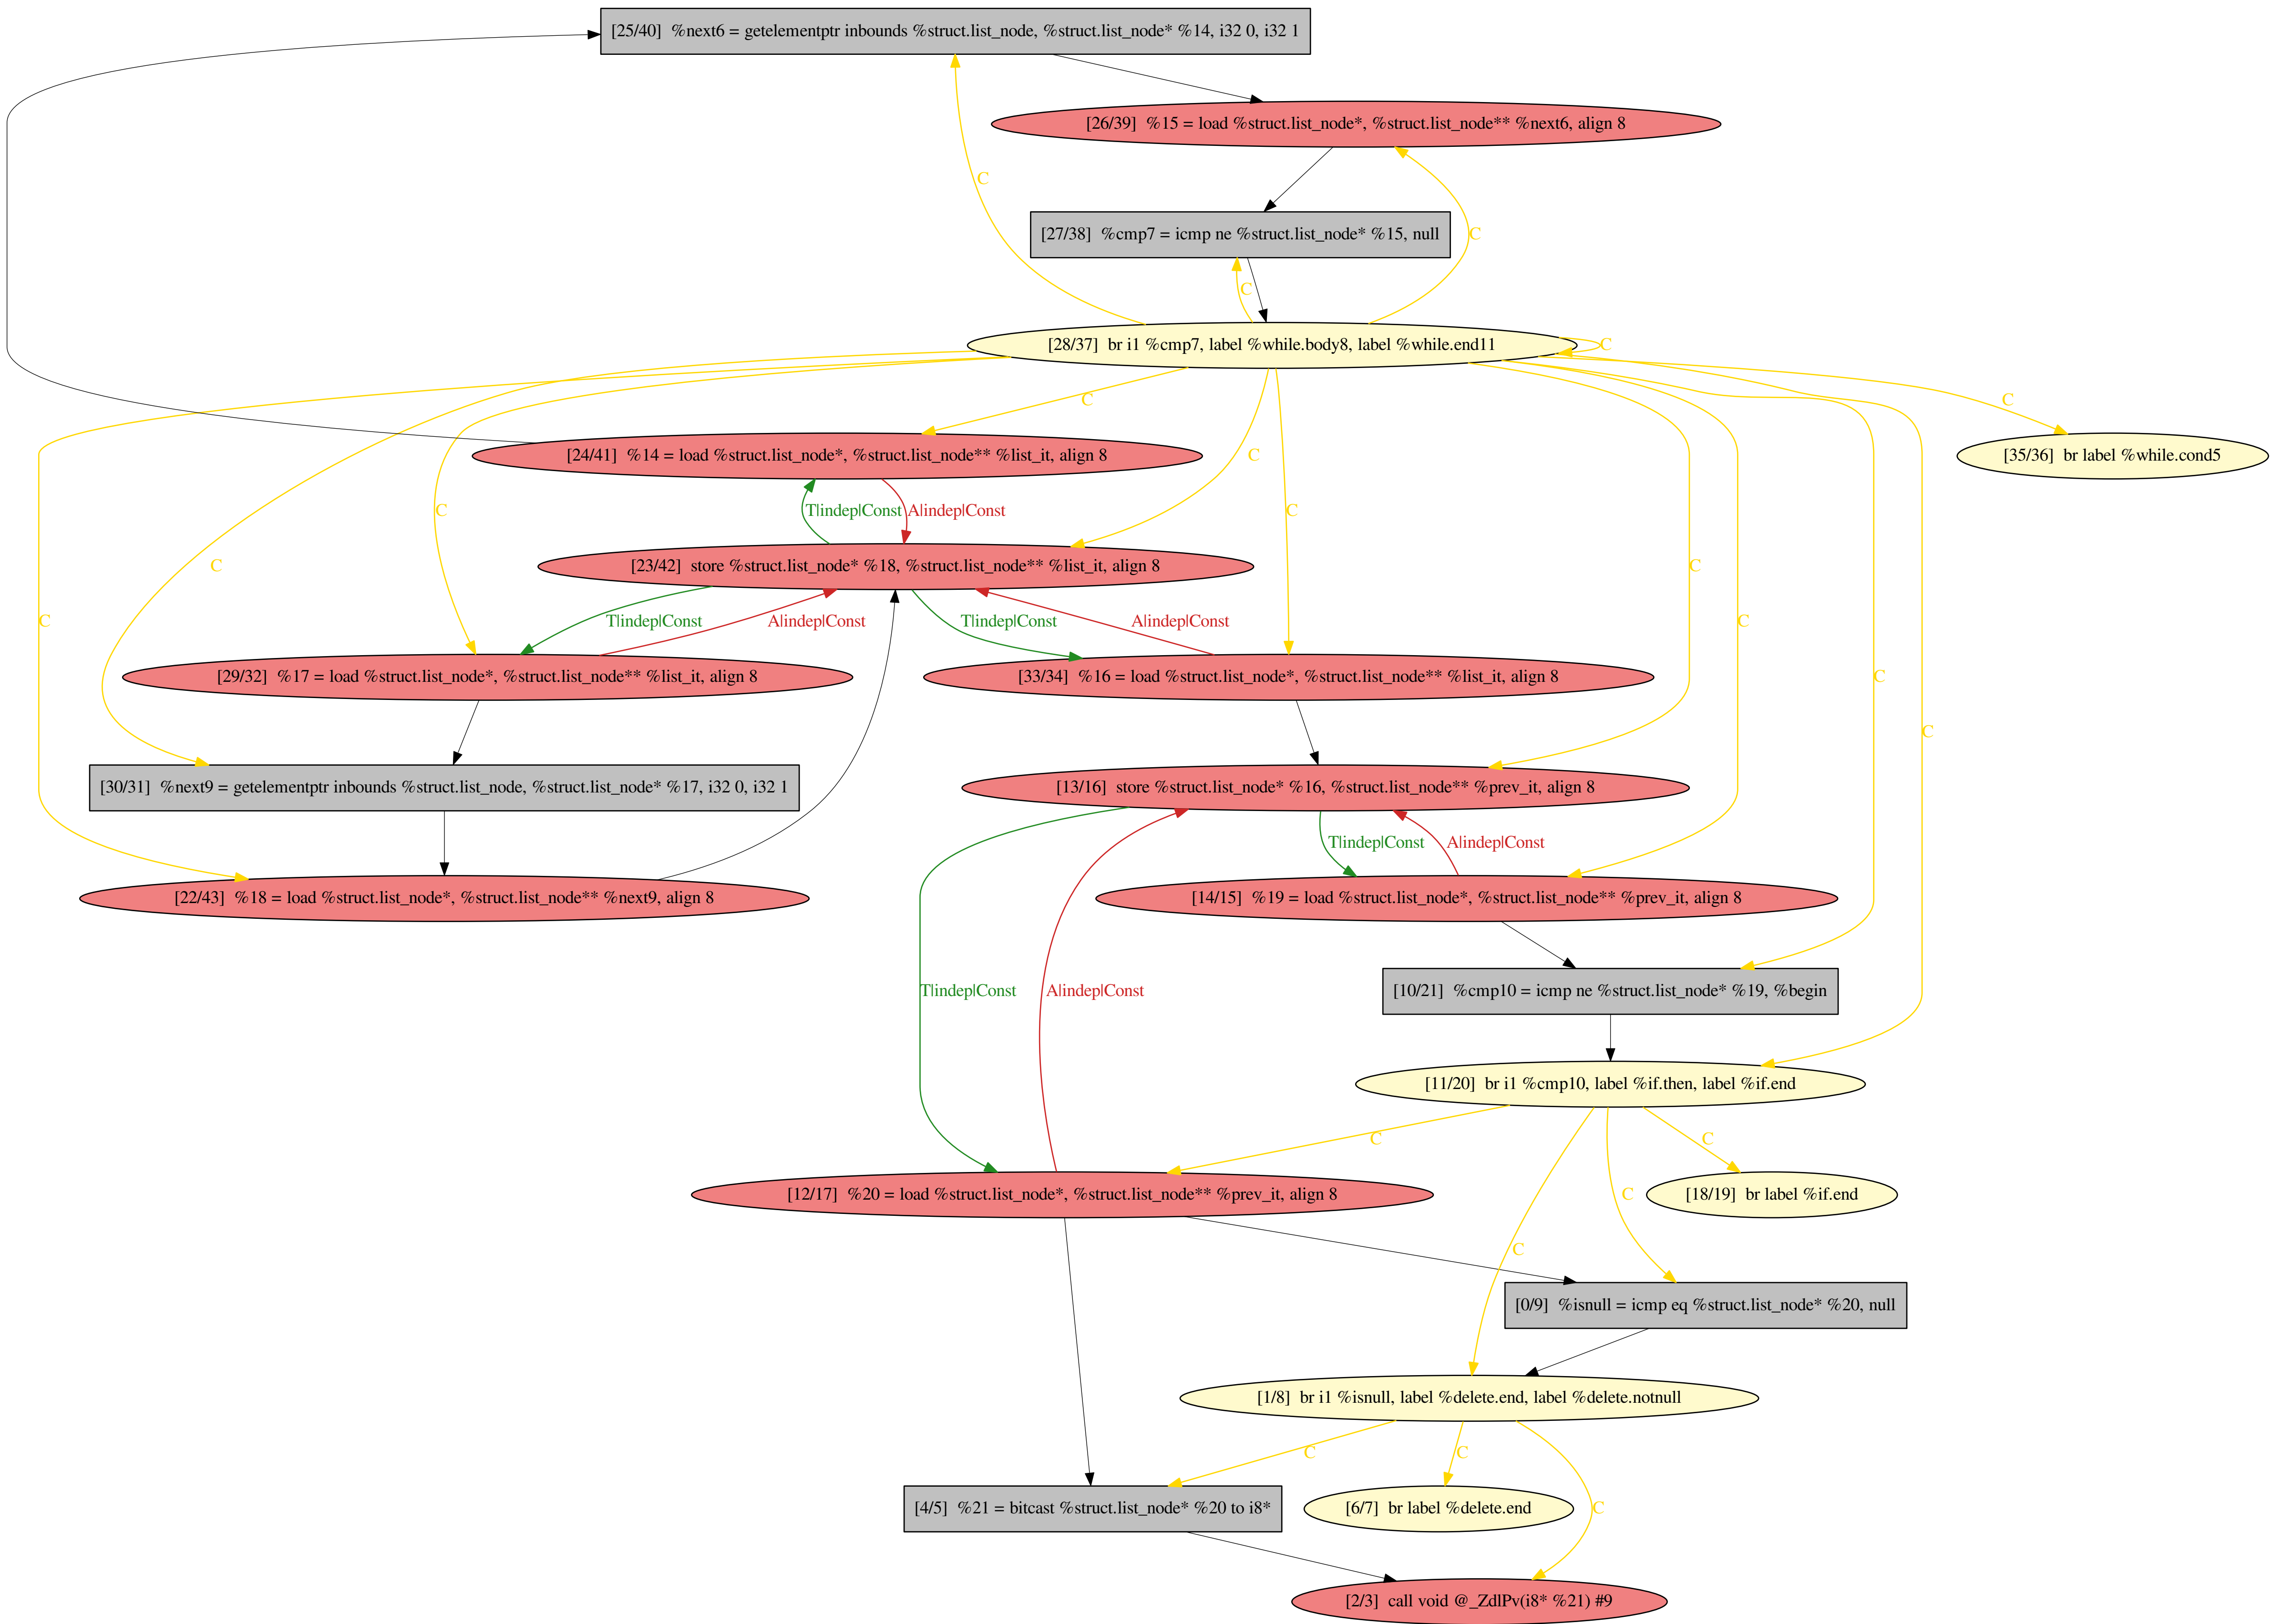 [25/40]  %next6 = getelementptr inbounds %struct.list_node, %struct.list_node* %14, i32 0, i32 1
[26/39]  %15 = load %struct.list_node*, %struct.list_node** %next6, align 8
C
[27/38]  %cmp7 = icmp ne %struct.list_node* %15, null
C
C
[28/37]  br i1 %cmp7, label %while.body8, label %while.end11
C
C
C
[24/41]  %14 = load %struct.list_node*, %struct.list_node** %list_it, align 8
C
[35/36]  br label %while.cond5
C
T|indep|Const
A|indep|Const
C
C
[23/42]  store %struct.list_node* %18, %struct.list_node** %list_it, align 8
C
C
T|indep|Const
A|indep|Const
T|indep|Const
A|indep|Const
C
[29/32]  %17 = load %struct.list_node*, %struct.list_node** %list_it, align 8
[33/34]  %16 = load %struct.list_node*, %struct.list_node** %list_it, align 8
C
C
[30/31]  %next9 = getelementptr inbounds %struct.list_node, %struct.list_node* %17, i32 0, i32 1
[13/16]  store %struct.list_node* %16, %struct.list_node** %prev_it, align 8
T|indep|Const
A|indep|Const
[22/43]  %18 = load %struct.list_node*, %struct.list_node** %next9, align 8
[14/15]  %19 = load %struct.list_node*, %struct.list_node** %prev_it, align 8
T|indep|Const
A|indep|Const
[10/21]  %cmp10 = icmp ne %struct.list_node* %19, %begin
[11/20]  br i1 %cmp10, label %if.then, label %if.end
C
C
[12/17]  %20 = load %struct.list_node*, %struct.list_node** %prev_it, align 8
C
[18/19]  br label %if.end
C
[0/9]  %isnull = icmp eq %struct.list_node* %20, null
[1/8]  br i1 %isnull, label %delete.end, label %delete.notnull
C
C
[4/5]  %21 = bitcast %struct.list_node* %20 to i8*
[6/7]  br label %delete.end
C
[2/3]  call void @_ZdlPv(i8* %21) #9